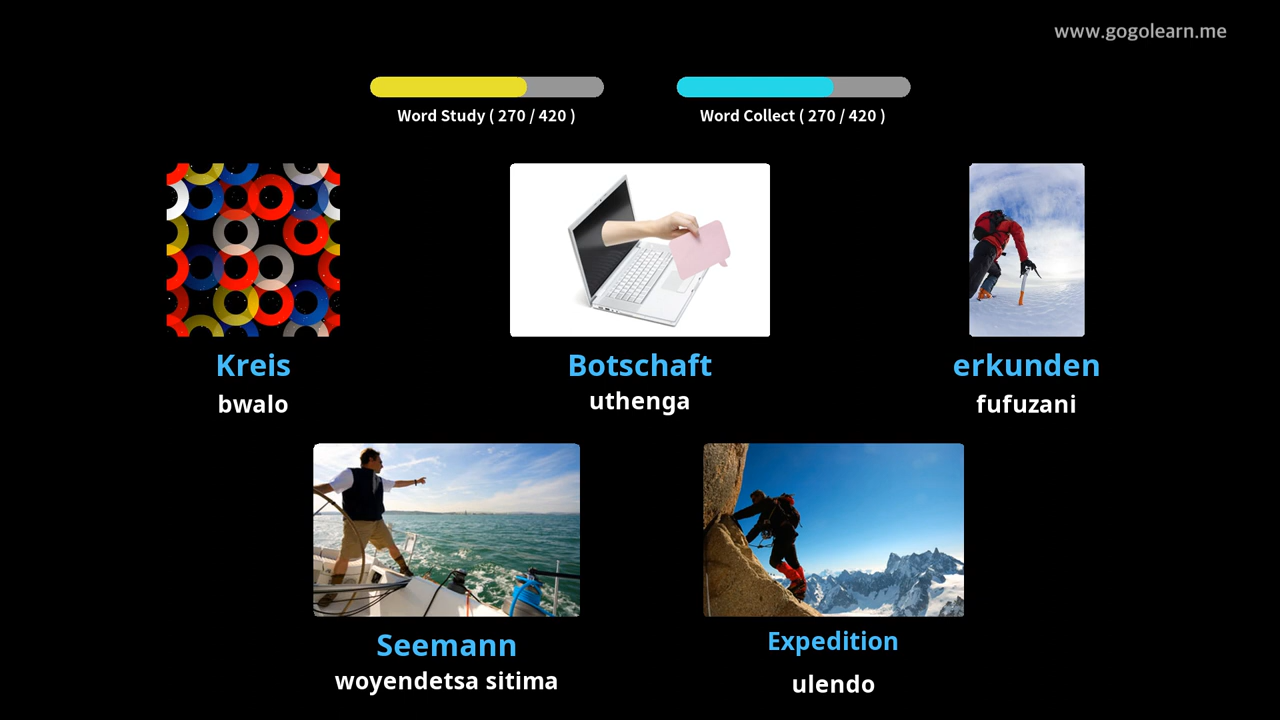 www.gogolearn.me
Word Study ( 270 / 420 )
Word Collect ( 270 / 420 )
Kreis
bwalo
Botschaft
uthenga
erkunden
fufuzani
Seemann
woyendetsa sitima
Expedition
ulendo